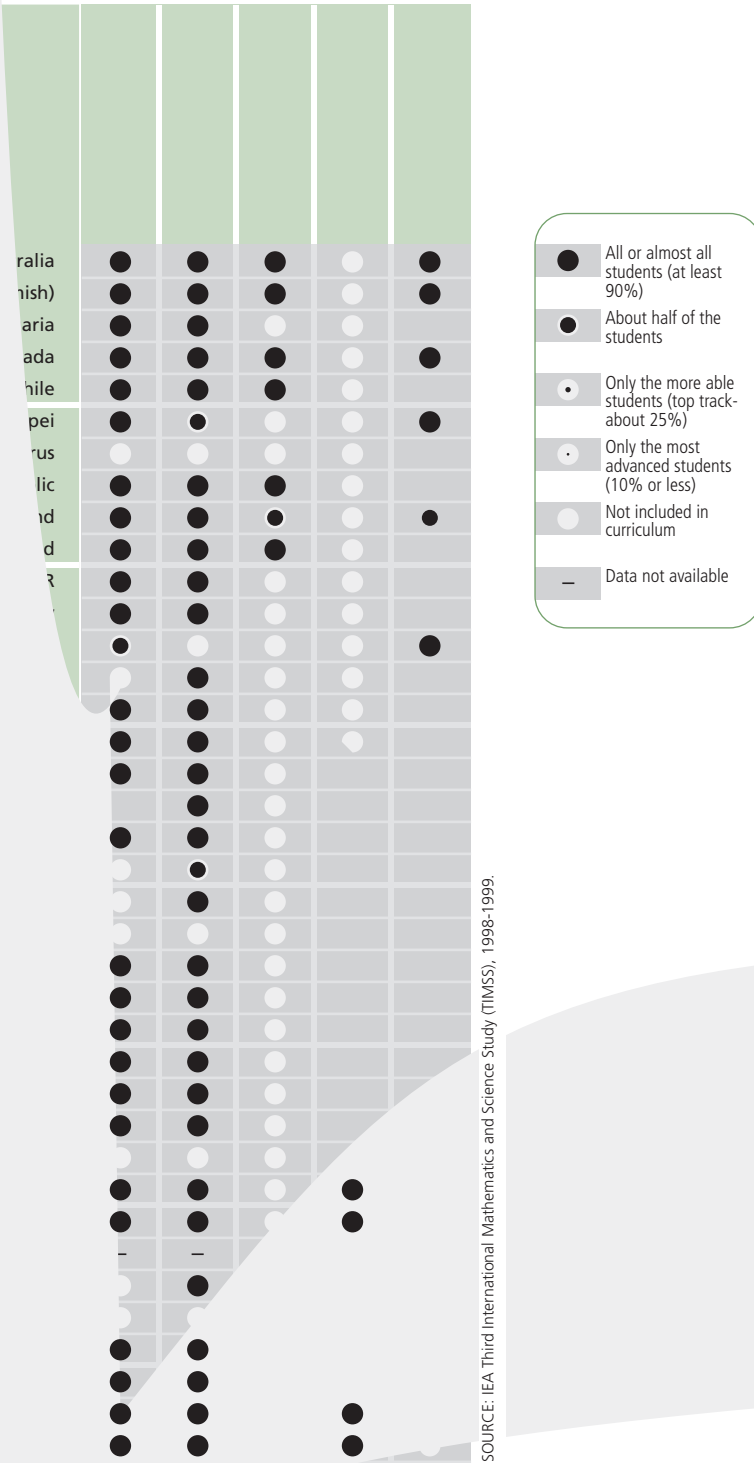 ralia
nish)
aria
ada
hile
pei
rus
lic
nd
d
R
–
–
All or almost all
students (at least
90%)
About half of the
students
Only the more able
students (top track-
about 25%)
Only the most
advanced students
(10% or less)
Not included in
curriculum
–
Data not available
SOURCE: IEA Third International Mathematics and Science Study (TIMSS), 1998-1999.